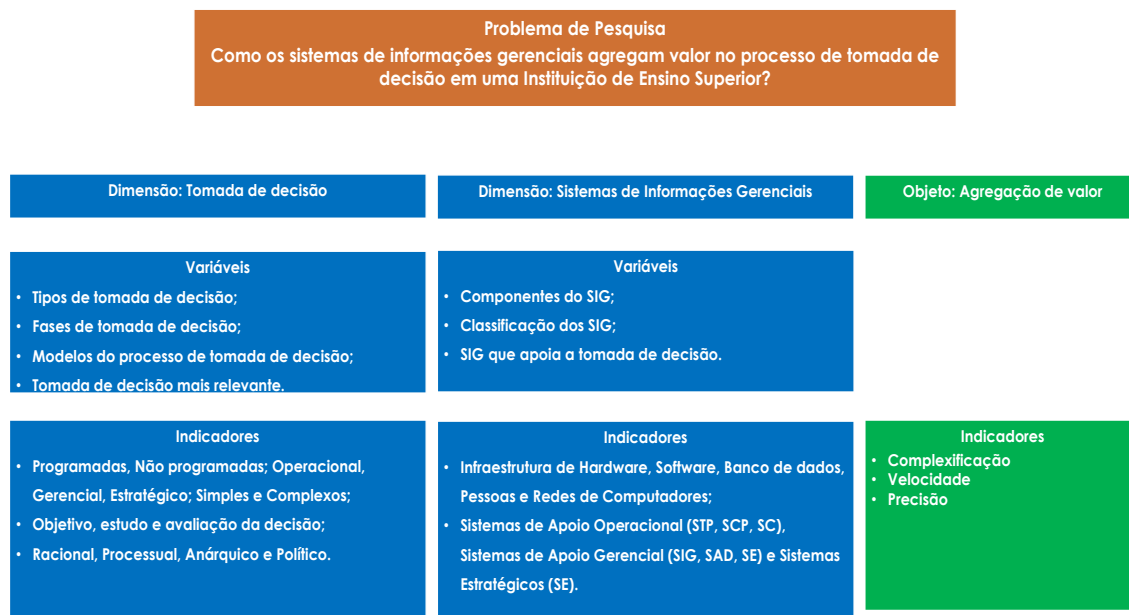 Problema de Pesquisa
Como os sistemas de informações gerenciais agregam valor no processo de tomada de
decisão em uma Instituição de Ensino Superior?
Dimensão: Tomada de decisão
Dimensão: Sistemas de Informações Gerenciais
Objeto: Agregação de valor
Variáveis
• Tipos de tomada de decisão;
• Fases de tomada de decisão;
• Modelos do processo de tomada de decisão;
• Tomada de decisão mais relevante.
Variáveis
• Componentes do SIG;
• Classificação dos SIG;
• SIG que apoia a tomada de decisão.
Indicadores
• Programadas, Não programadas; Operacional,
Gerencial, Estratégico; Simples e Complexos;
• Objetivo, estudo e avaliação da decisão;
• Racional, Processual, Anárquico e Político.
Indicadores
• Infraestrutura de Hardware, Software, Banco de dados,
Pessoas e Redes de Computadores;
• Sistemas de Apoio Operacional (STP, SCP, SC),
Sistemas de Apoio Gerencial (SIG, SAD, SE) e Sistemas
Estratégicos (SE).
Indicadores
• Complexificação
• Velocidade
• Precisão